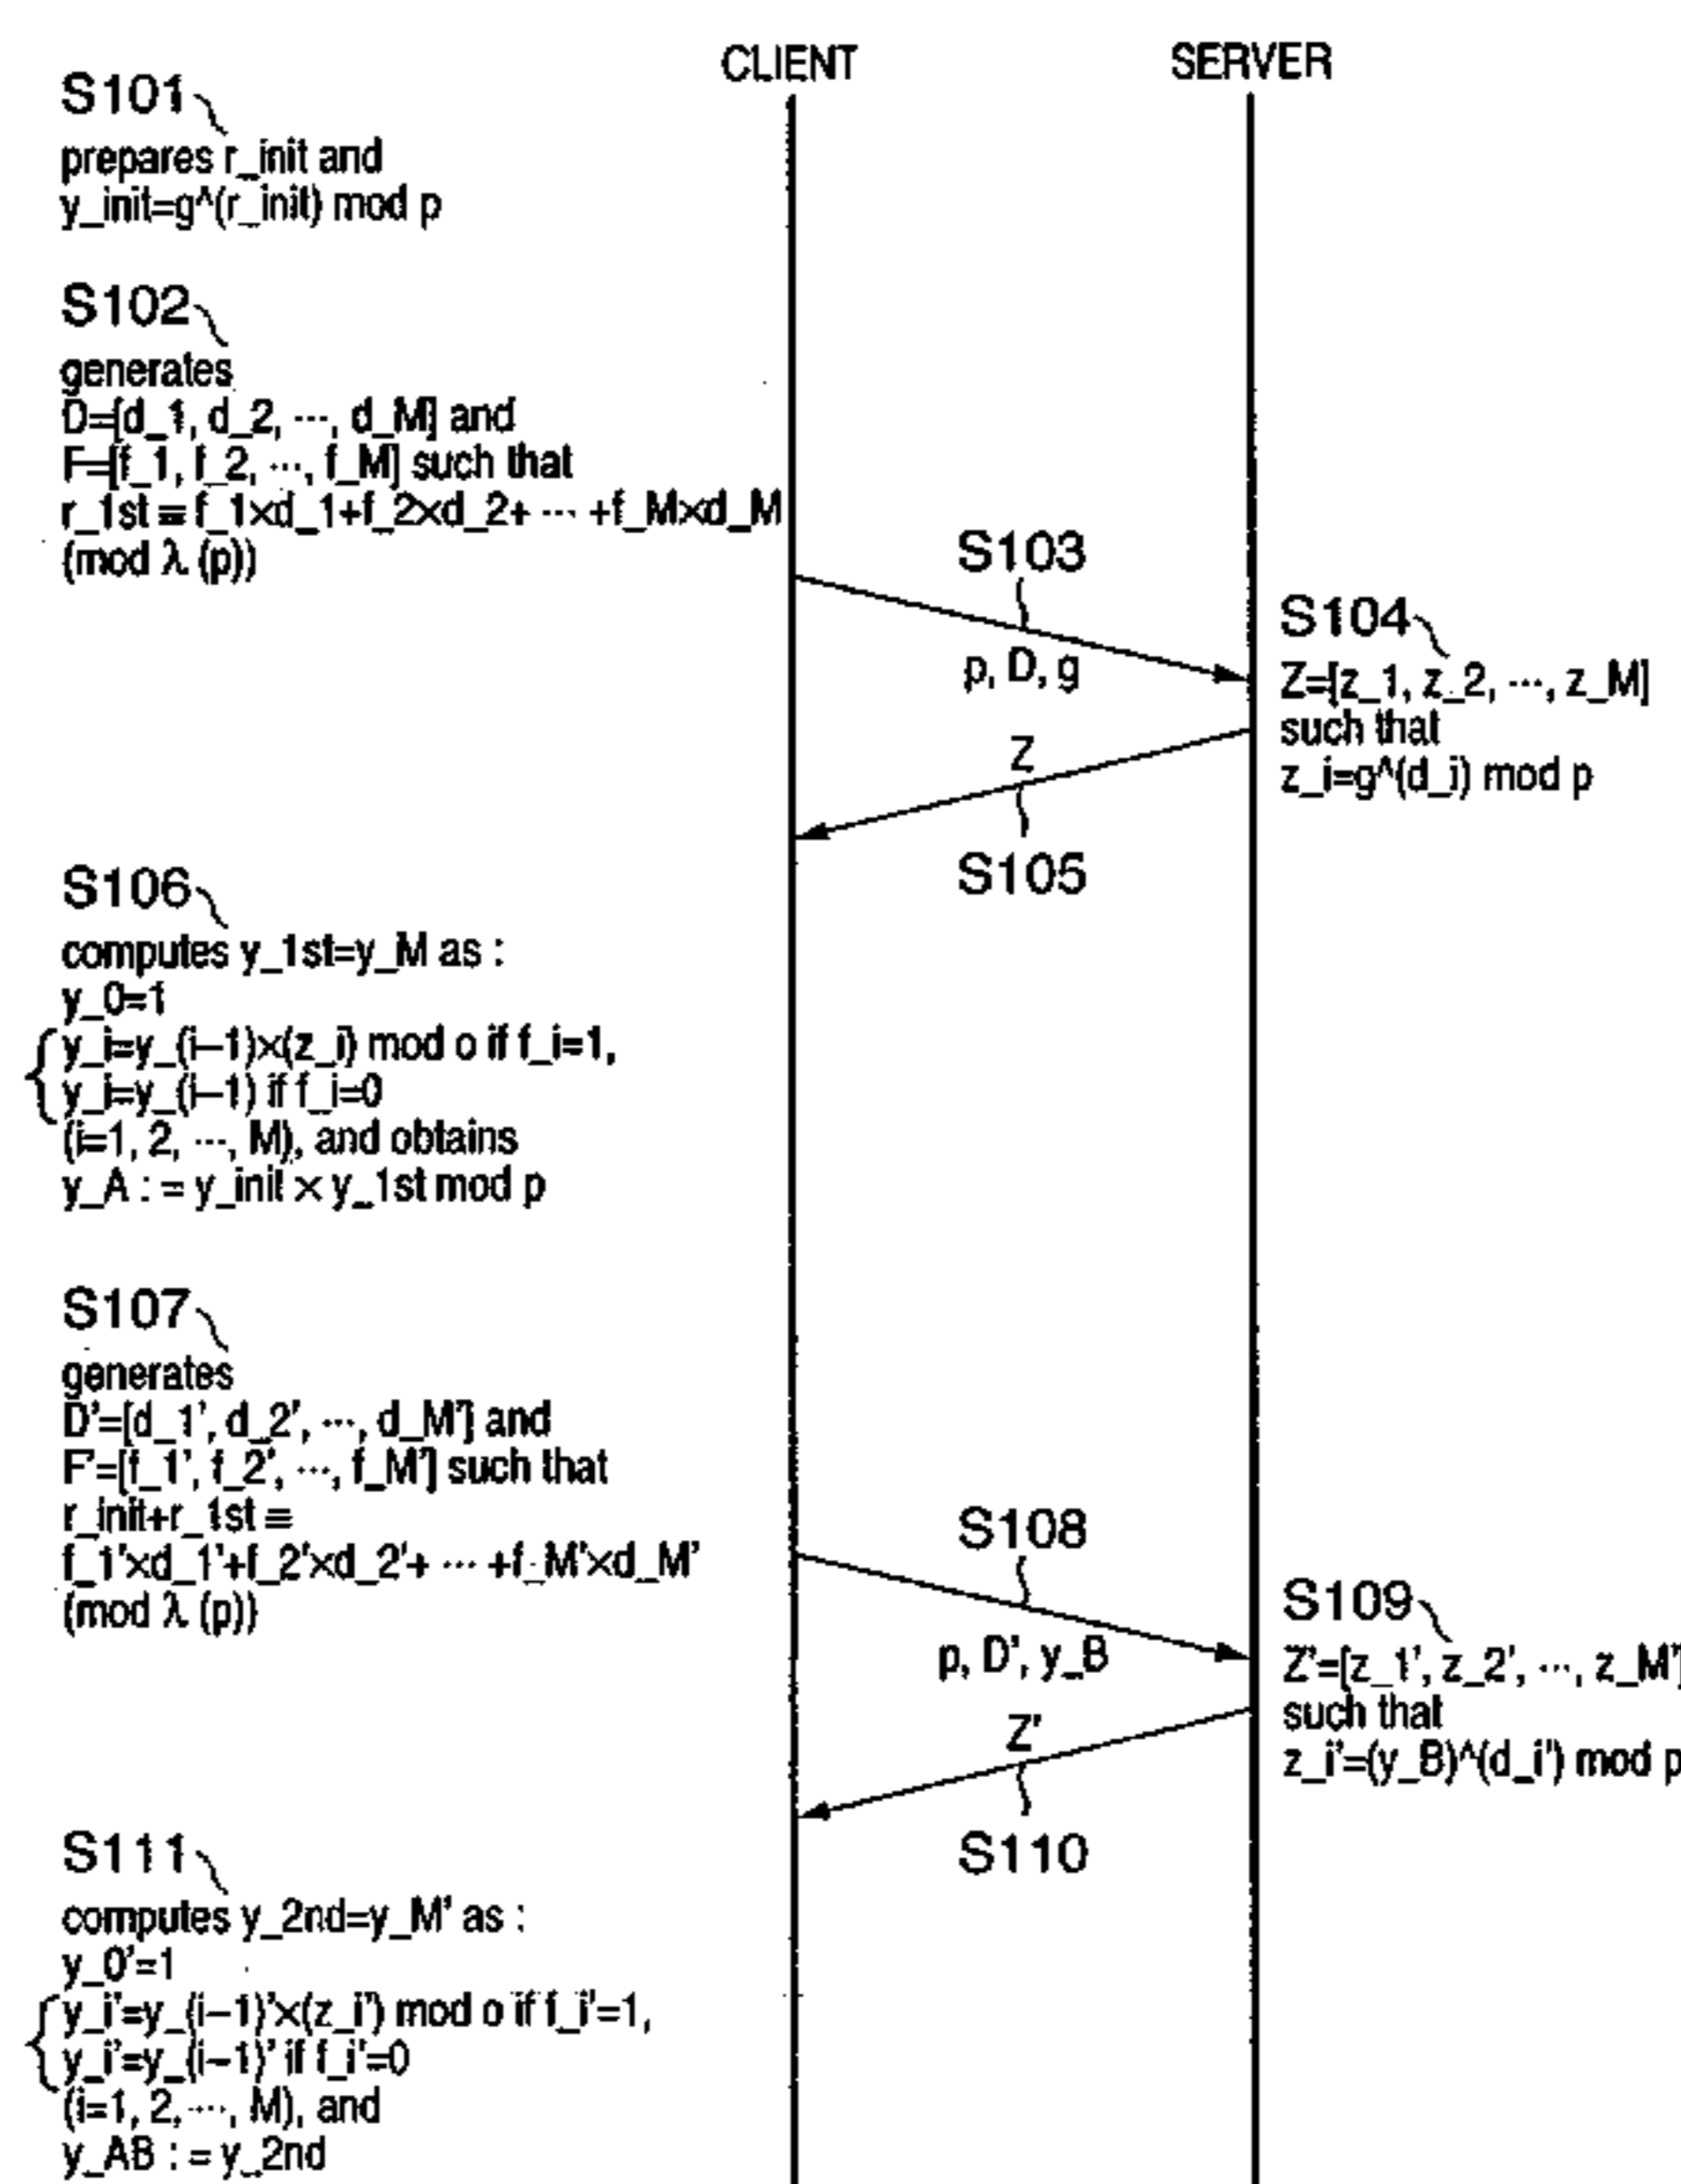 CLIENT
SERVER
S101
prepares r_init and
y_init=g^(r_init) mod p
S102
generates
D=[d_1, d_2, ···, d_M] and
F=[f_1, f_2, ···, f_M] such that
r_1st ≡ f_1×d_1+f_2×d_2+ ··· +f_M×d_M
(mod λ (p))
S103
p, D, g
S104
Z=[z_1, z_2, ···, z_M]
such that
z_i=g^(d_i) mod p
Z
S105
S106
computes y_1st=y_M as :
y_0=1
y_i=y_(i–1)×(z_i) mod o if f_i=1,
y_i=y_(i–1) if f_i=0
(i=1, 2, ···, M), and obtains
y_A : = y_init × y_1st mod p
S107
generates
D'=[d_1', d_2', ···, d_M'] and
F'=[f_1', f_2', ···, f_M'] such that
r_init+r_1st ≡
f_1'×d_1'+f_2'×d_2'+ ··· +f_M'×d_M'
(mod λ (p))
S108
p, D', y_B
S109
Z'=[z_1', z_2', ···, z_M']
such that
z_i'=(y_B)^(d_i') mod p
Z'
S110
S111
computes y_2nd=y_M' as :
y_0'=1
y_i'=y_(i–1)'×(z_i') mod o if f_i'=1,
y_i'=y_(i–1)' if f_i'=0
(i=1, 2, ···, M), and
y_AB : = y_2nd